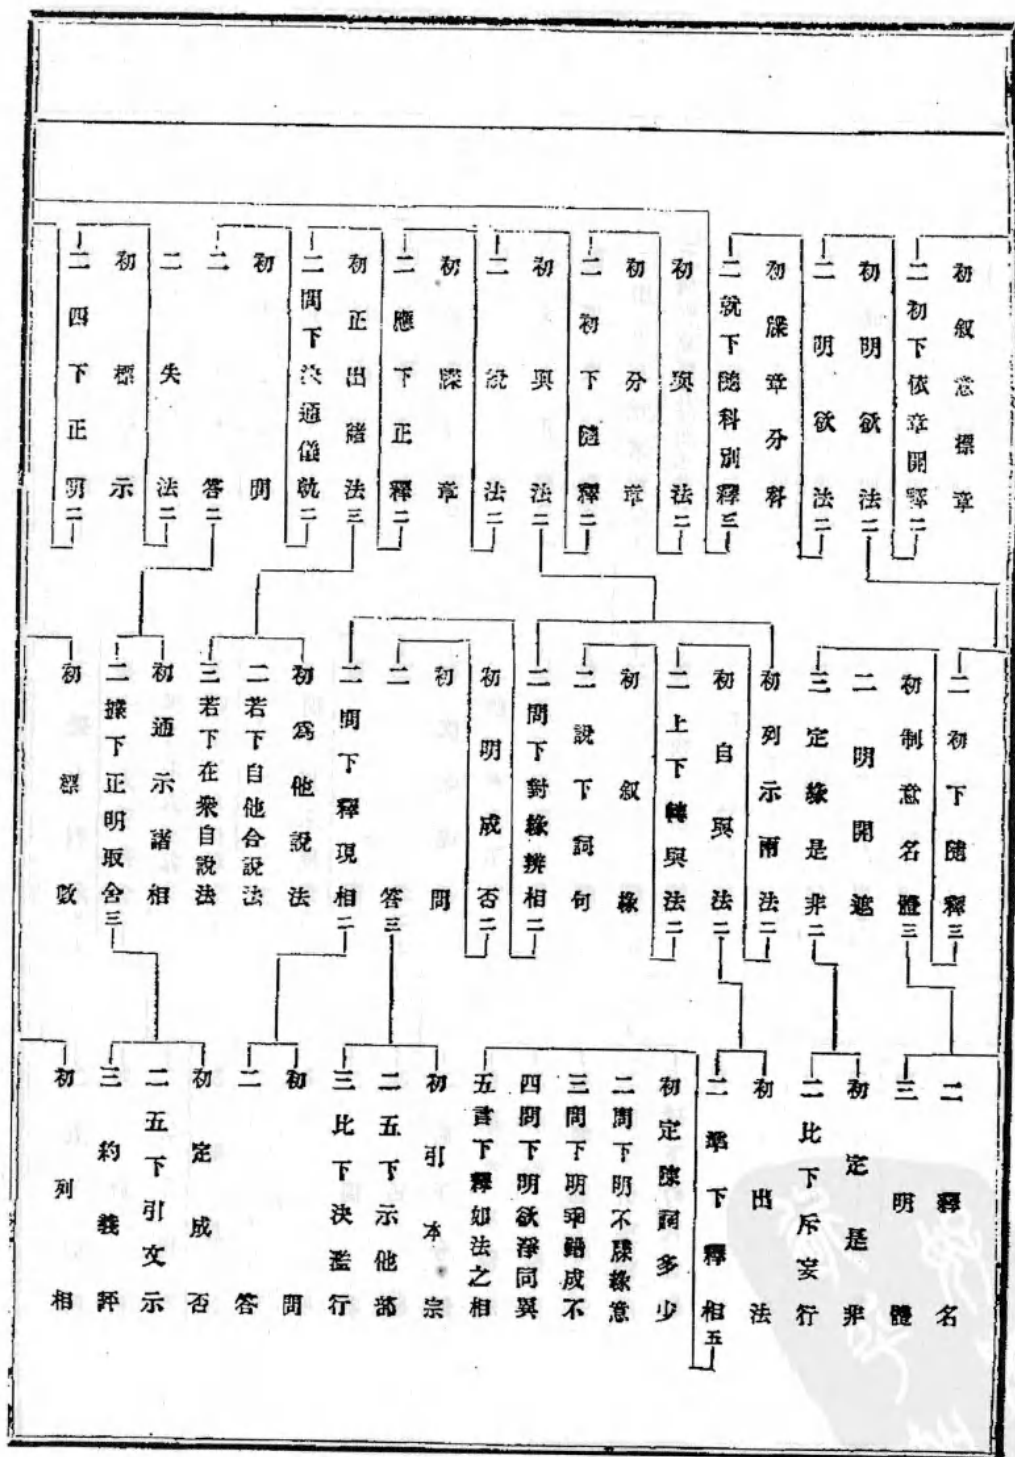 初叙意標章
二初下依章開釋二
初明欲法二
二明欲法二
初牒章分科
二就下隨科別釋三
初與法二
初分章
二初下隨釋二
初與法二
二說法二
初牒章
二應下正釋二
初正出諸法三
二問下決通儀軌二
初問
二答二
二失法二
初標示
二四下正明二
二初下隨釋三
初制意名體三
二明開遮
三定緣是非二
初列示兩法二
初自與法二
二上下轉與法二
初叙緣
二說下詞句
二問下對緣辨相二
初明成否二
初問
二答三
二問下釋現相二
初為他說法
二若下自他合說法
三若下在衆自說法
初通示諸相
二據下正明取舍三
初標數
二釋名
三明體
初定是非
二比下斥妄行
初出法
二準下釋相五
初定陳詞多少
二問下明不牒緣意
三問下明乖錯成不
四問下明欲淨同異
五言下釋如法之相
初引本宗
二五下示他部
三比下決濫行
初問
二答
初定成否
二五下引文示
三約義評
初列相